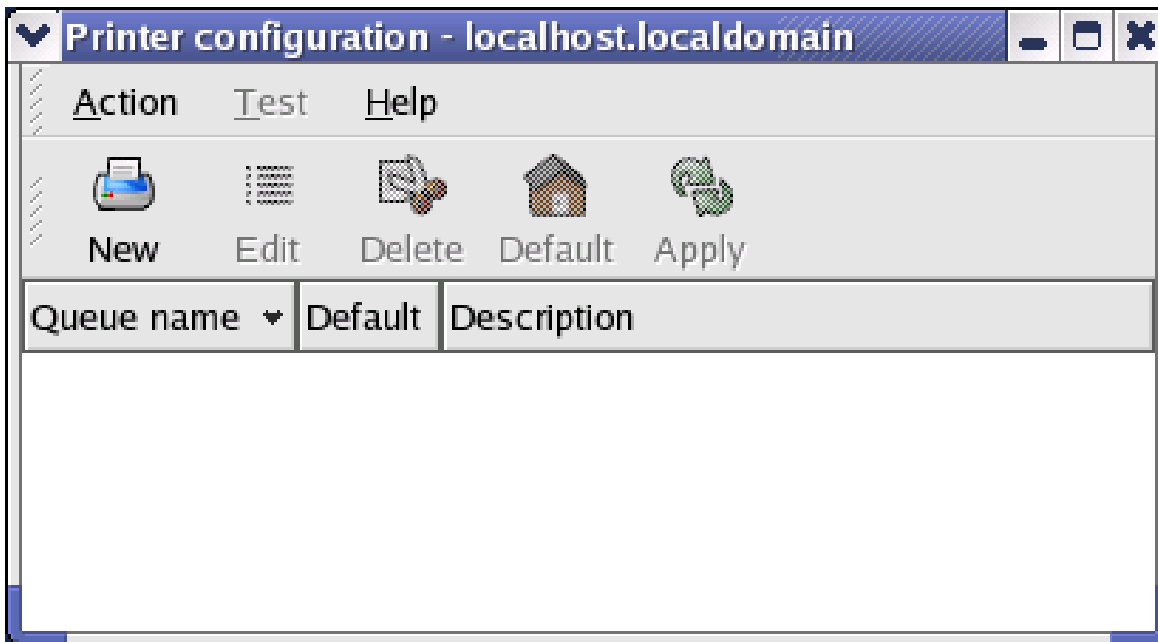 Printer configuration - localhost.localdomain
Action Test Help
New Edit Delete Default Apply
Queue name Default Description